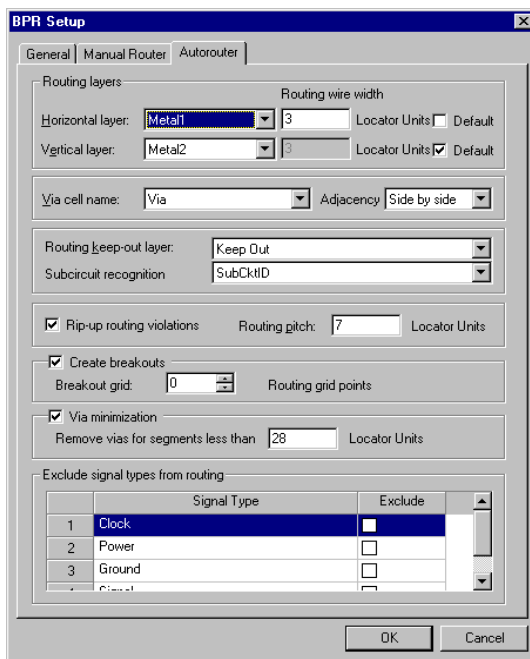 BPR Setup
General Manual Router Autorouter
Routing layers
Routing wire width
Horizontal layer: Metal1 3 Locator Units Default
Vertical layer: Metal2 3 Locator Units Default
Via cell name: Via Adjacency Side by side
Routing keep-out layer: Keep Out
Subcircuit recognition SubCktID
Rip-up routing violations Routing pitch: 7 Locator Units
Create breakouts
Breakout grid: 0 Routing grid points
Via minimization
Remove vias for segments less than 28 Locator Units
Exclude signal types from routing
Signal Type Exclude
1 Clock
2 Power
3 Ground
OK Cancel